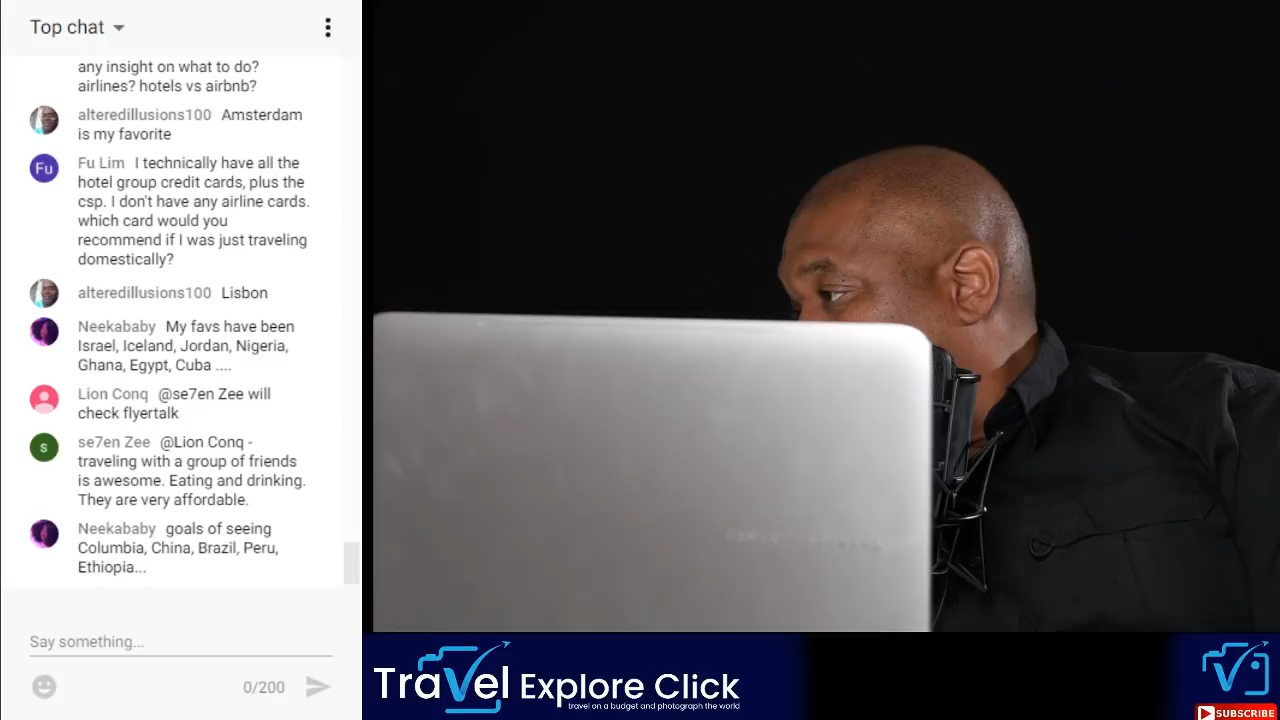 Top chat
any insight on what to do?
airlines? hotels vs airbnb?
alteredillusions100 Amsterdam
is my favorite
Fu
Fu Lim I technically have all the
hotel group credit cards, plus the
csp. I don't have any airline cards.
which card would you
recommend if I was just traveling
domestically?
alteredillusions100 Lisbon
Neekababy My favs have been
Israel, Iceland, Jordan, Nigeria,
Ghana, Egypt, Cuba ....
Lion Conq @se7en Zee will
check flyertalk
s
se7en Zee @Lion Conq -
traveling with a group of friends
is awesome. Eating and drinking.
They are very affordable.
Neekababy goals of seeing
Columbia, China, Brazil, Peru,
Ethiopia...
Say something...
0/200
Travel Explore Click
travel on a budget and photograph the world
SUBSCRIBE